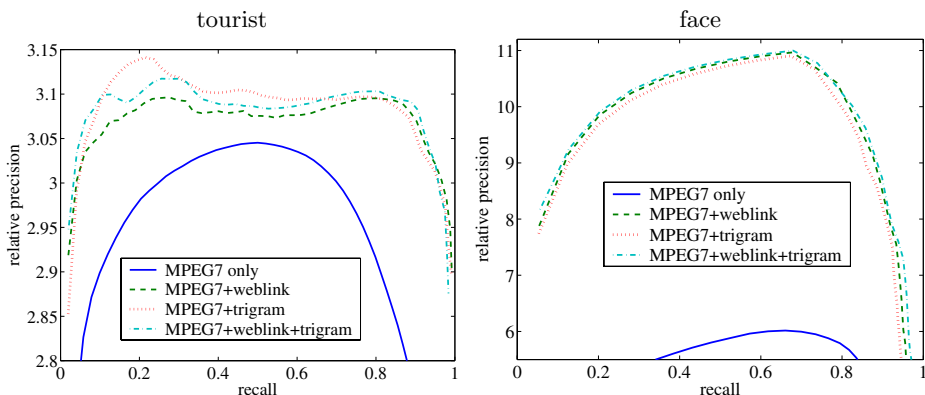 tourist
3.15
3.1
3.05
3
2.95
2.9
2.85
2.8
relative precision
MPEG7 only
MPEG7+weblink
MPEG7+trigram
MPEG7+weblink+trigram
0
0.2
0.4
0.6
0.8
1
recall
face
11
10
9
8
7
6
relative precision
MPEG7 only
MPEG7+weblink
MPEG7+trigram
MPEG7+weblink+trigram
0
0.2
0.4
0.6
0.8
1
recall